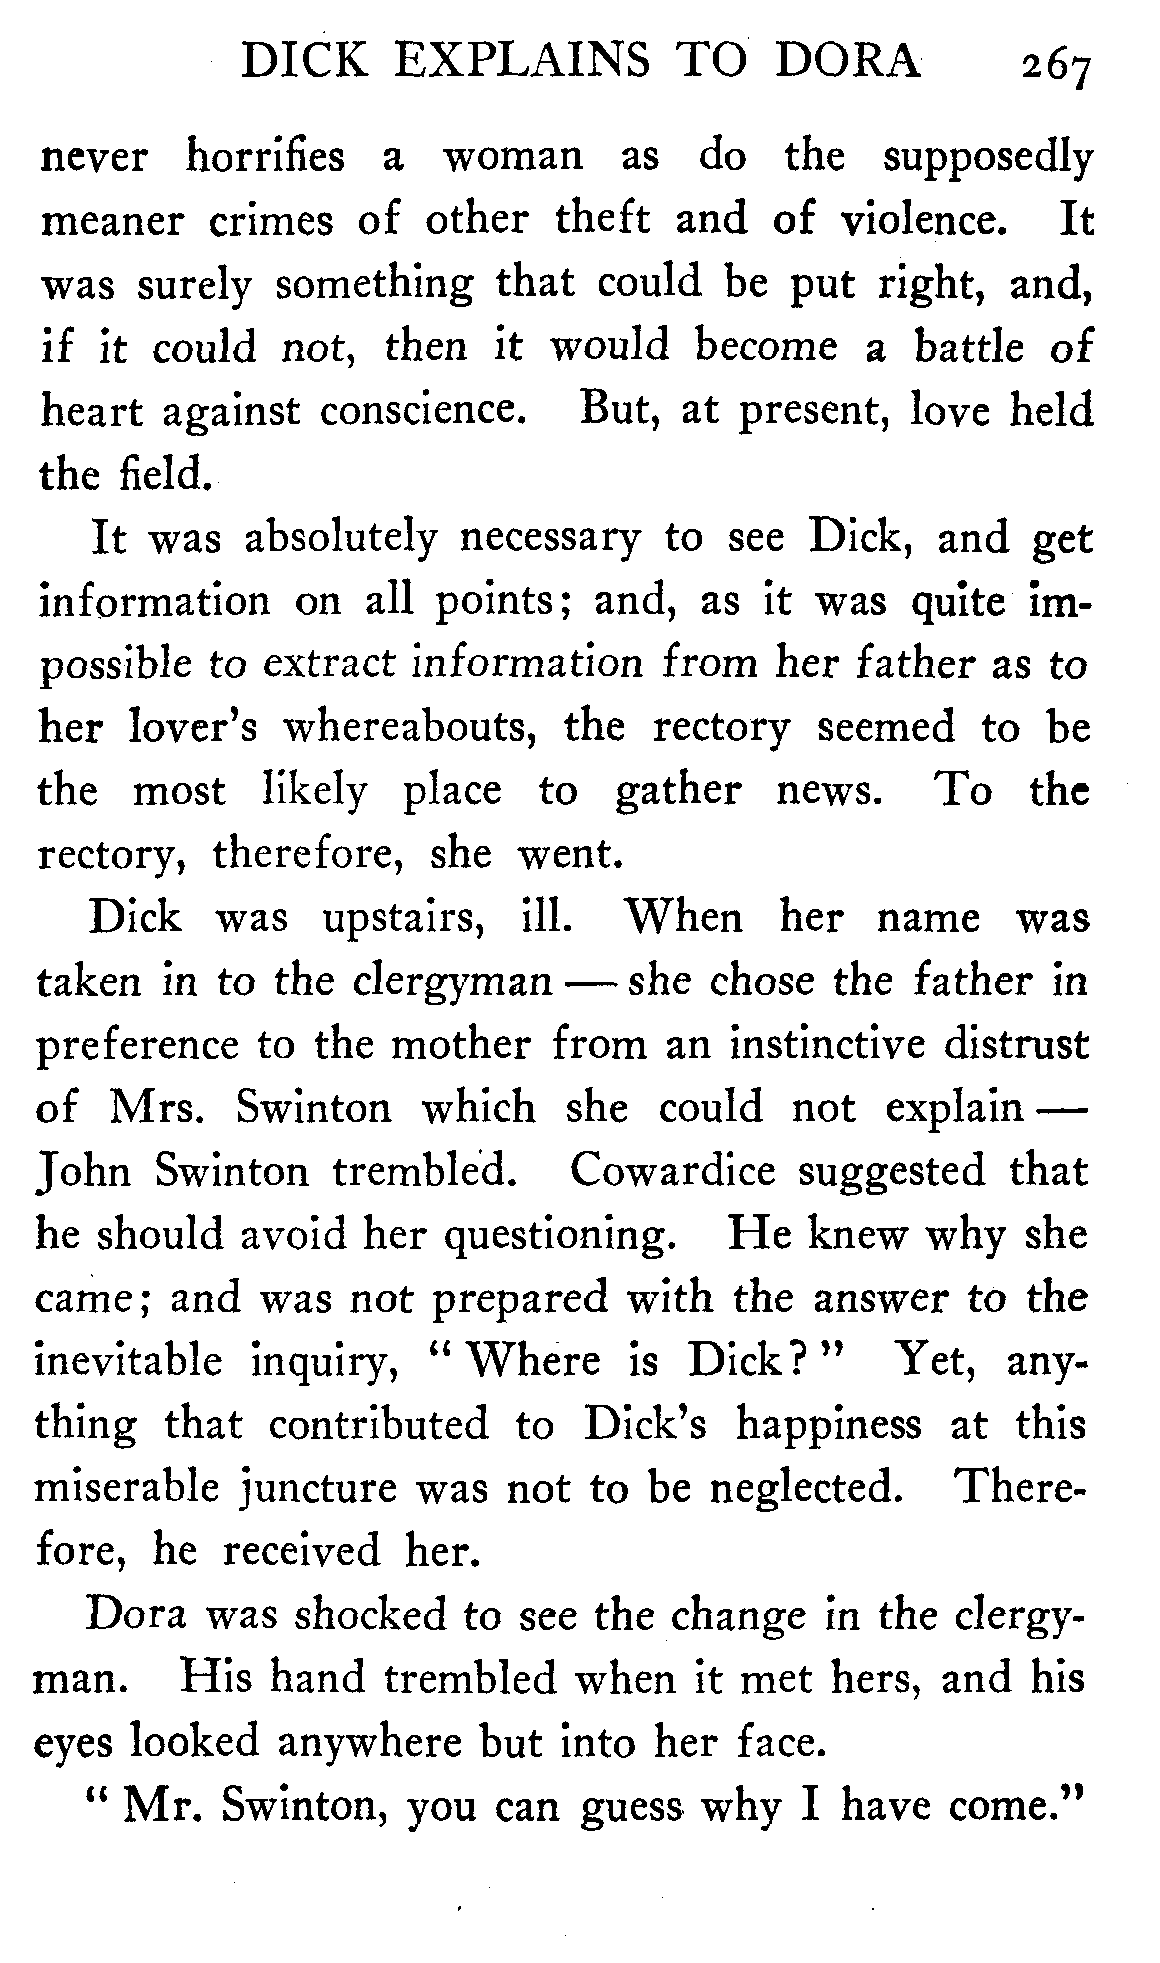 DICK EXPLAINS TO DORA 267
never horrifies a woman as do the supposedly
meaner crimes of other theft and of violence. It
was surely something that could be put right, and,
if it could not, then it would become a battle of
heart against conscience. But, at present, love held
the field.
It was absolutely necessary to see Dick, and get
information on all points; and, as it was quite im-
possible to extract information from her father as to
her lover's whereabouts, the rectory seemed to be
the most likely place to gather news. To the
rectory, therefore, she went.
Dick was upstairs, ill. When her name was
taken in to the clergyman — she chose the father in
preference to the mother from an instinctive distrust
of Mrs. Swinton which she could not explain —
John Swinton trembled. Cowardice suggested that
he should avoid her questioning. He knew why she
came; and was not prepared with the answer to the
inevitable inquiry, "Where is Dick?" Yet, any-
thing that contributed to Dick's happiness at this
miserable juncture was not to be neglected. There-
fore, he received her.
Dora was shocked to see the change in the clergy-
man. His hand trembled when it met hers, and his
eyes looked anywhere but into her face.
"Mr. Swinton, you can guess why I have come."